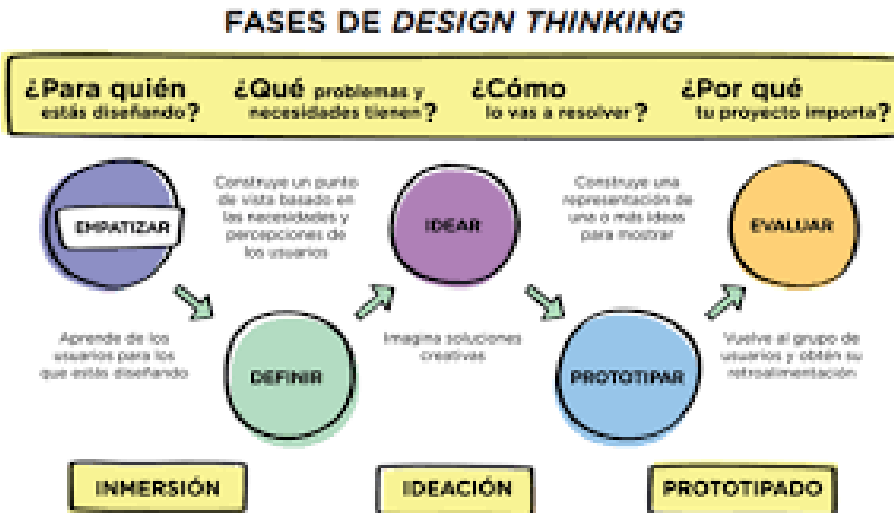 FASES DE DESIGN THINKING
¿Para quién
estás diseñando?
¿Qué problemas y
necesidades tienen?
¿Cómo
lo vas a resolver?
¿Por qué
tu proyecto importa?
EMPATIZAR
Construye un punto
de vista basado en
las necesidades y
percepciones de
los usuarios
IDEAR
Construye una
representación de
una o más ideas
para mostrar
EVALUAR
Aprende de los
usuarios para los
que estás diseñando
DEFINIR
Imagina soluciones
creativas
PROTOTIPAR
Vuelve al grupo de
usuarios y obtén su
retroalimentación
INMERSIÓN
IDEACIÓN
PROTOTIPADO